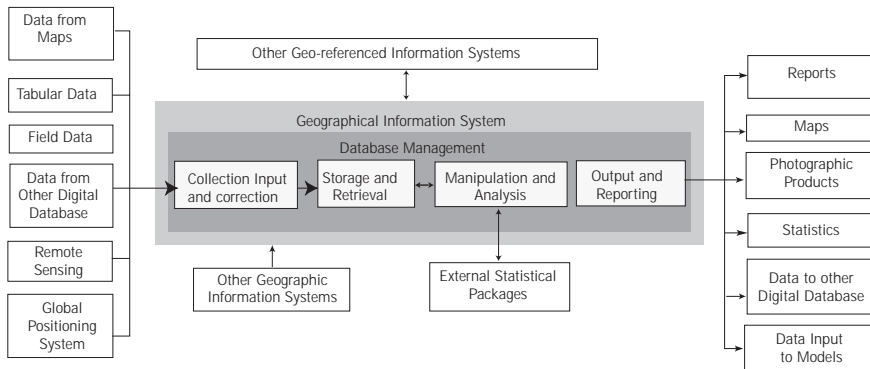 Data from
Maps
Tabular Data
Field Data
Data from
Other Digital
Database
Remote
Sensing
Global
Positioning
System
Other Geo-referenced Information Systems
Geographical Information System
Database Management
Collection Input
and correction
Storage and
Retrieval
Manipulation and
Analysis
Output and
Reporting
Other Geographic
Information Systems
External Statistical
Packages
Reports
Maps
Photographic
Products
Statistics
Data to other
Digital Database
Data Input
to Models